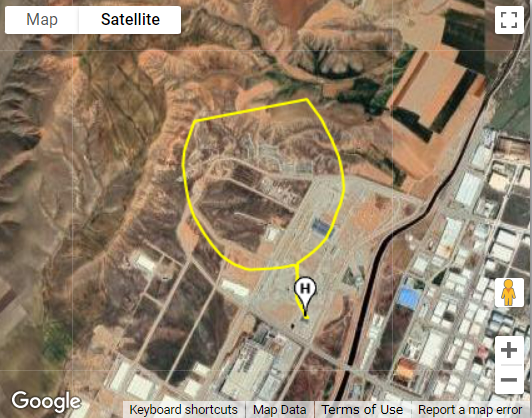 Map Satellite
H
Google Keyboard shortcuts Map Data Terms of Use Report a map error